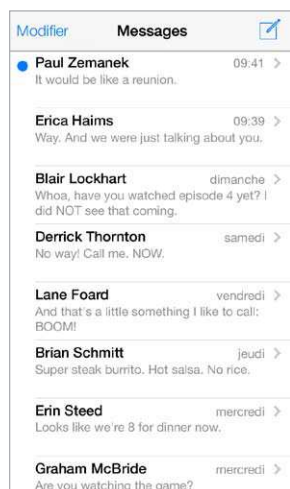 Modifier Messages
Paul Zemanek 09:41
It would be like a reunion.
Erica Haims 09:39
Way. And we were just talking about you.
Blair Lockhart dimanche
Whoa, have you watched episode 4 yet? I
did NOT see that coming.
Derrick Thornton samedi
No way! Call me. NOW.
Lane Foard vendredi
And that's a little something I like to call:
BOOM!
Brian Schmitt jeudi
Super steak burrito. Hot salsa. No rice.
Erin Steed mercredi
Looks like we're 8 for dinner now.
Graham McBride mercredi
Are you watching the game?